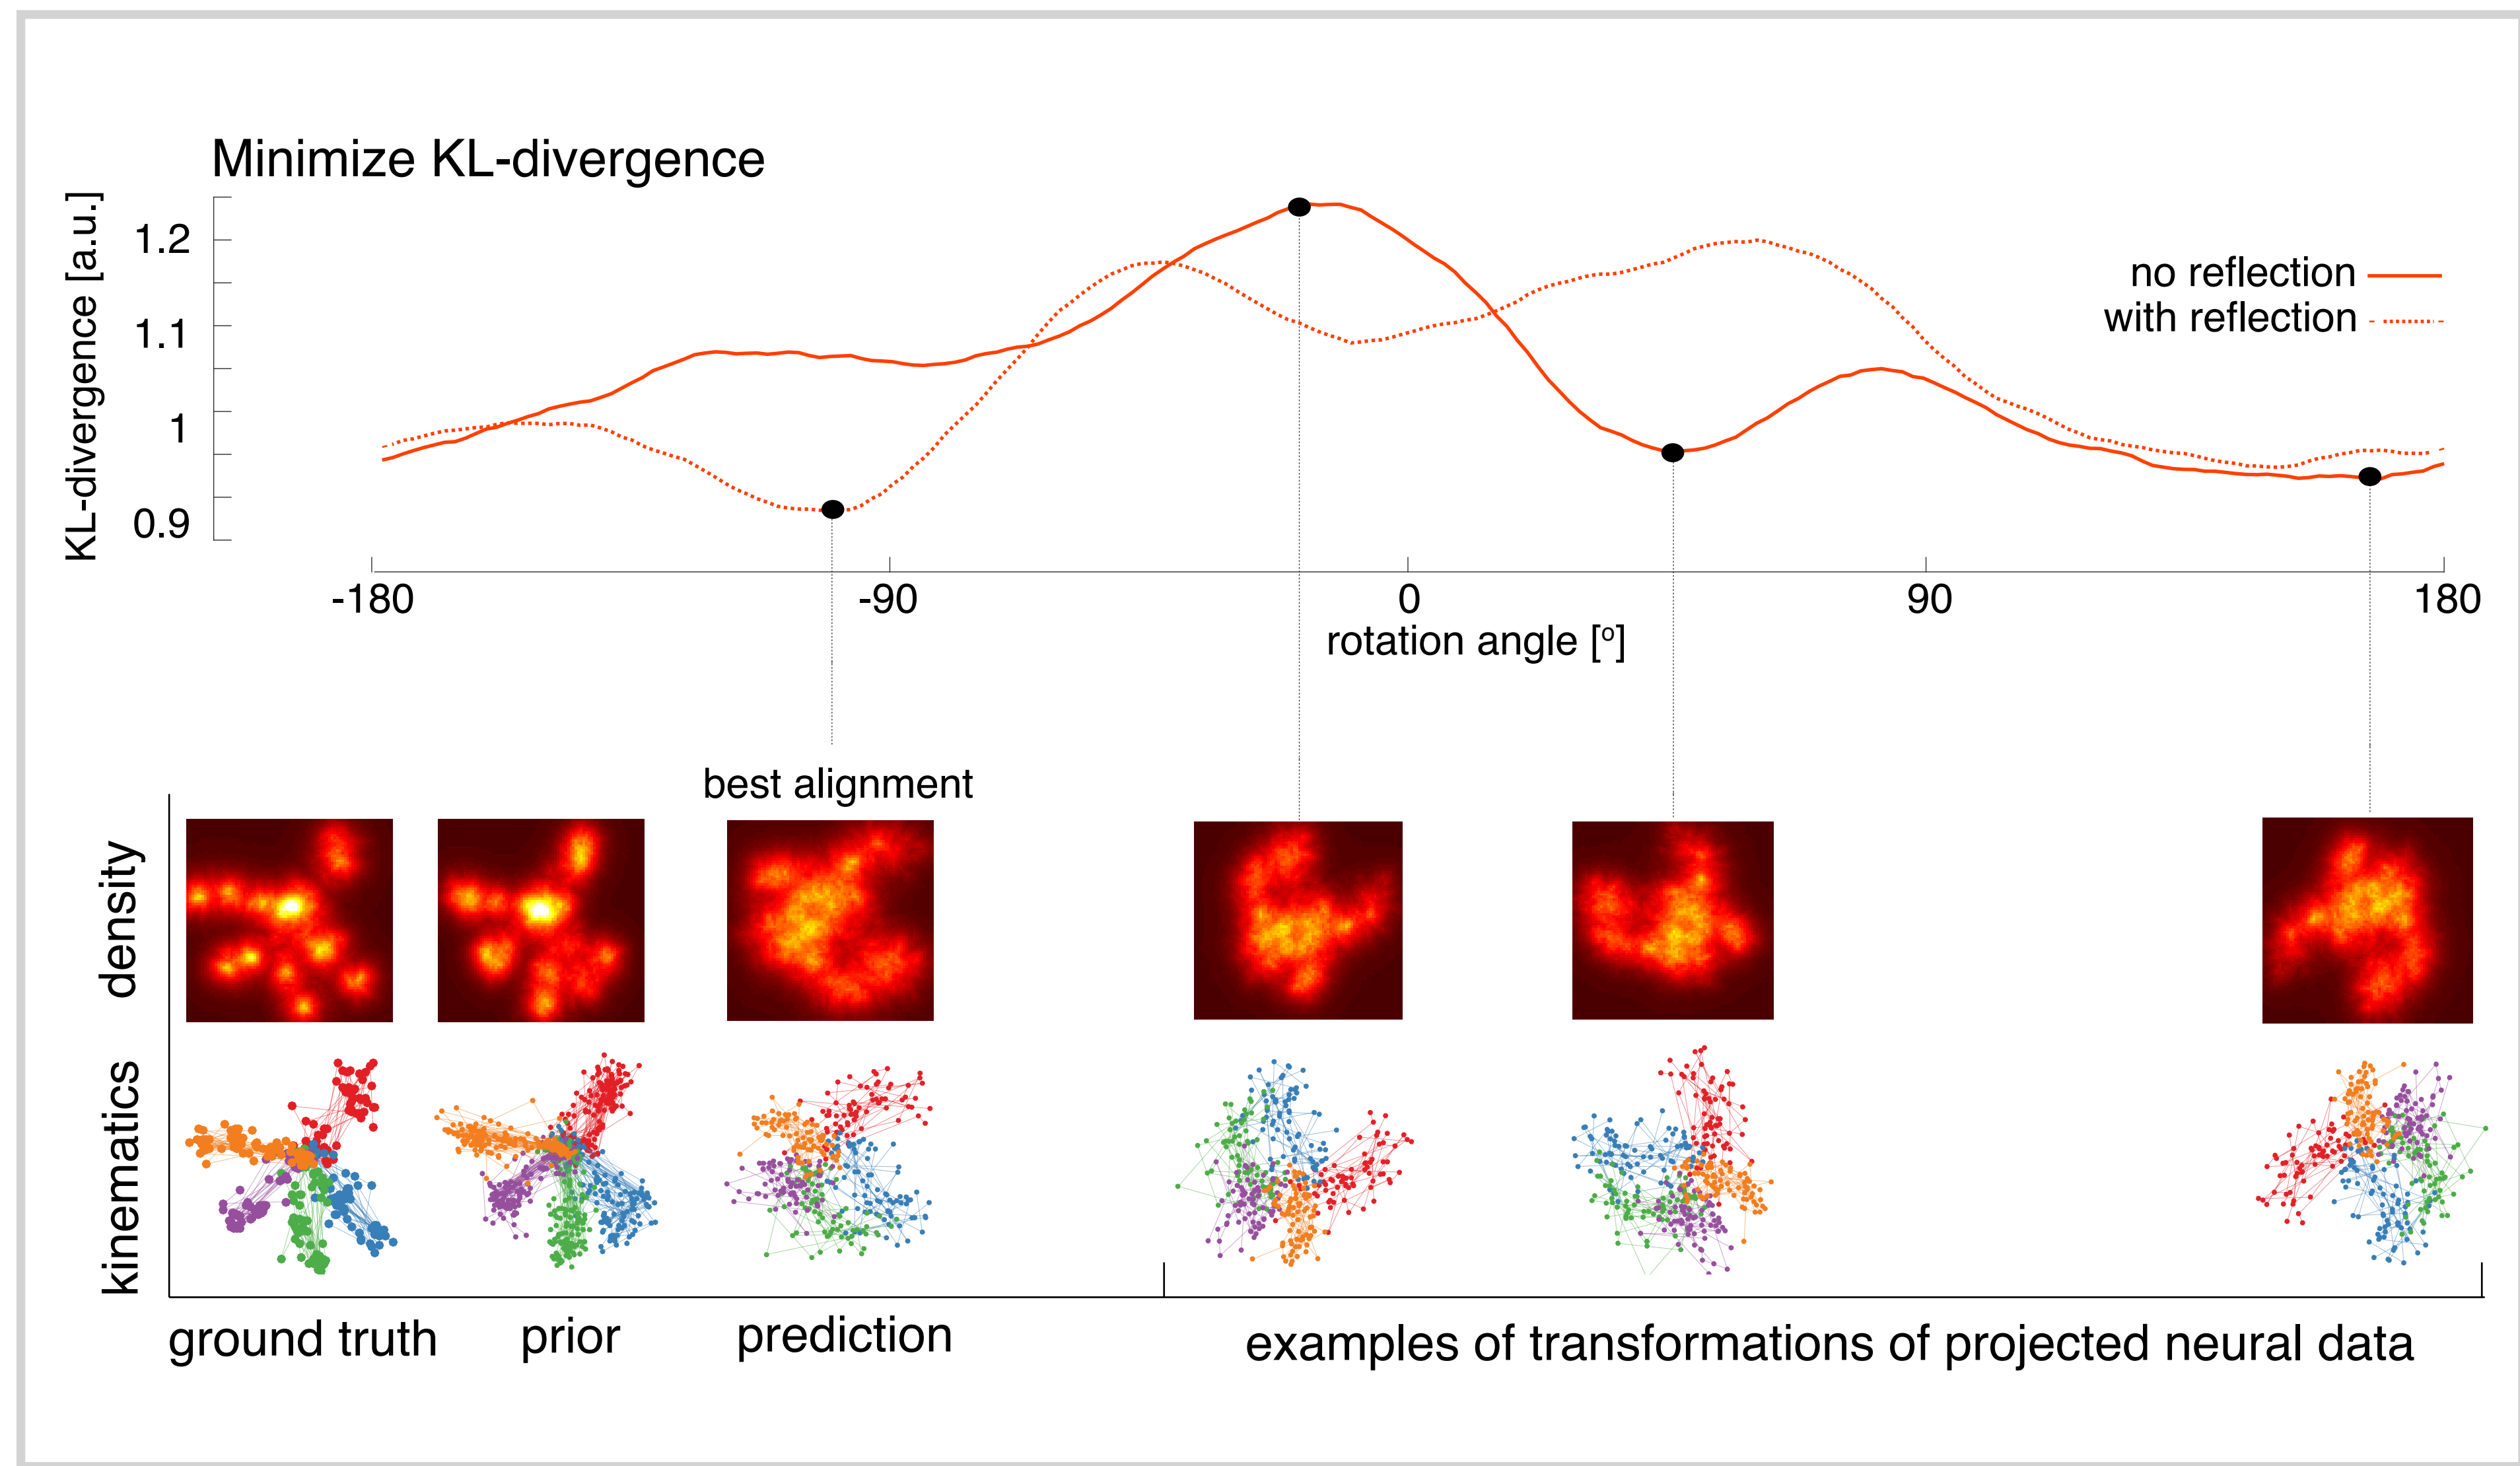 Minimize KL-divergence
KL-divergence [a.u.]
1.2
1.1
1
0.9
no reflection
with reflection
-180
-90
0
90
180
rotation angle [º]
best alignment
density
kinematics
ground truth
prior
prediction
examples of transformations of projected neural data